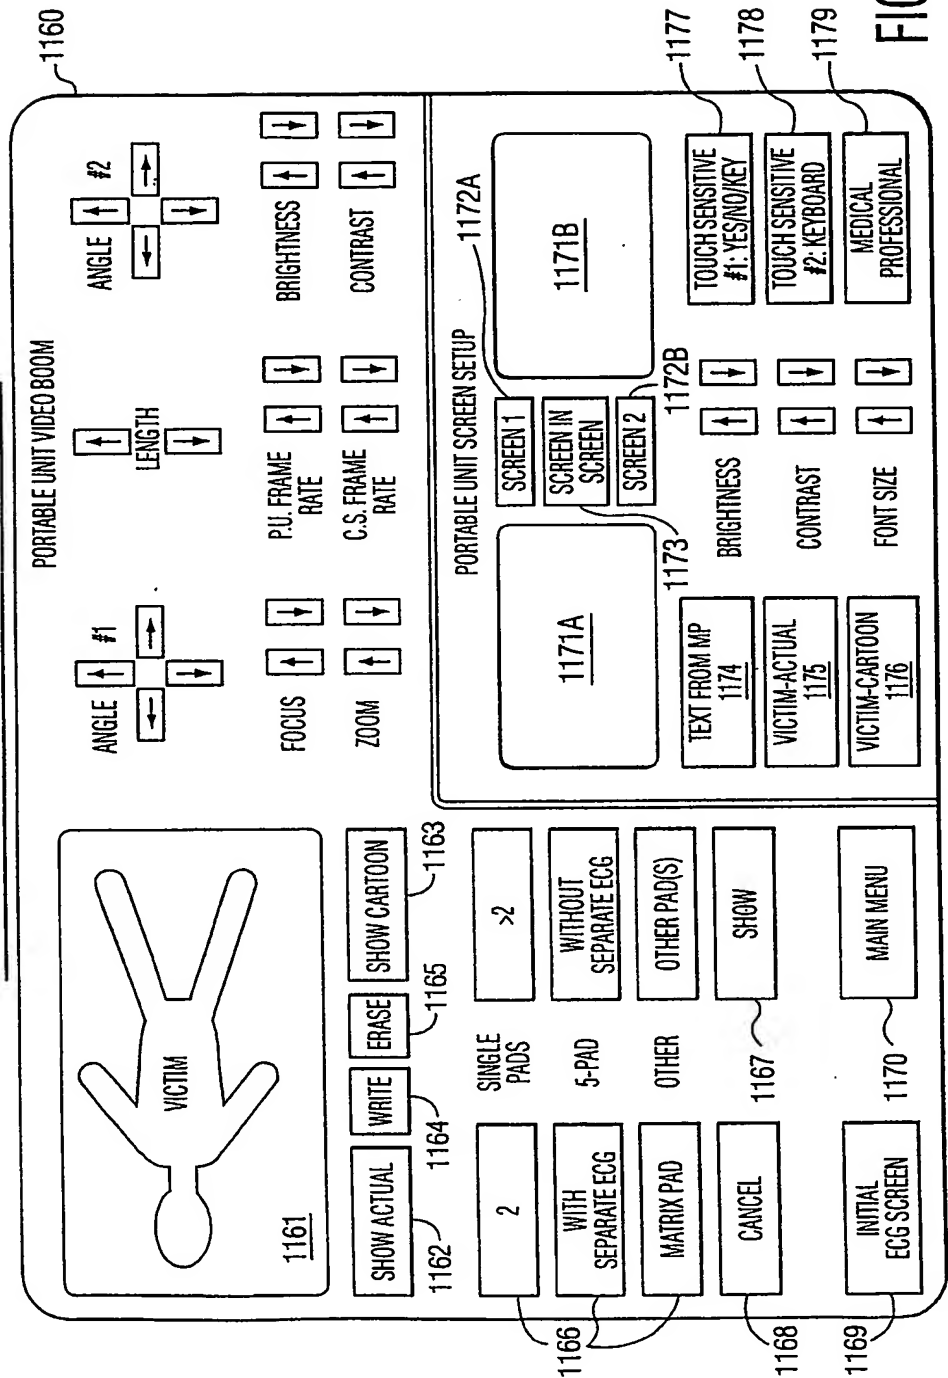 1160
VICTIM
1161
SHOW ACTUAL
WRITE
ERASE
SHOW CARTOON
1162
1164
1165
1163
2
SINGLE
PADS
>2
WITH
SEPARATE ECG
5-PAD
WITHOUT
SEPARATE ECG
MATRIX PAD
OTHER
OTHER PAD(S)
1166
CANCEL
SHOW
1168
1167
INITIAL
ECG SCREEN
MAIN MENU
1169
1170
PORTABLE UNIT VIDEO BOOM
ANGLE #1
LENGTH
ANGLE #2
FOCUS
P.U. FRAME
RATE
BRIGHTNESS
ZOOM
C.S. FRAME
RATE
CONTRAST
PORTABLE UNIT SCREEN SETUP
1172A
1171A
SCREEN 1
SCREEN IN
SCREEN
SCREEN 2
1171B
1173
1172B
TEXT FROM MP
1174
BRIGHTNESS
TOUCH SENSITIVE
#1: YES/NO/KEY
1177
VICTIM-ACTUAL
1175
CONTRAST
TOUCH SENSITIVE
#2: KEYBOARD
1178
VICTIM-CARTOON
1176
FONT SIZE
MEDICAL
PROFESSIONAL
1179